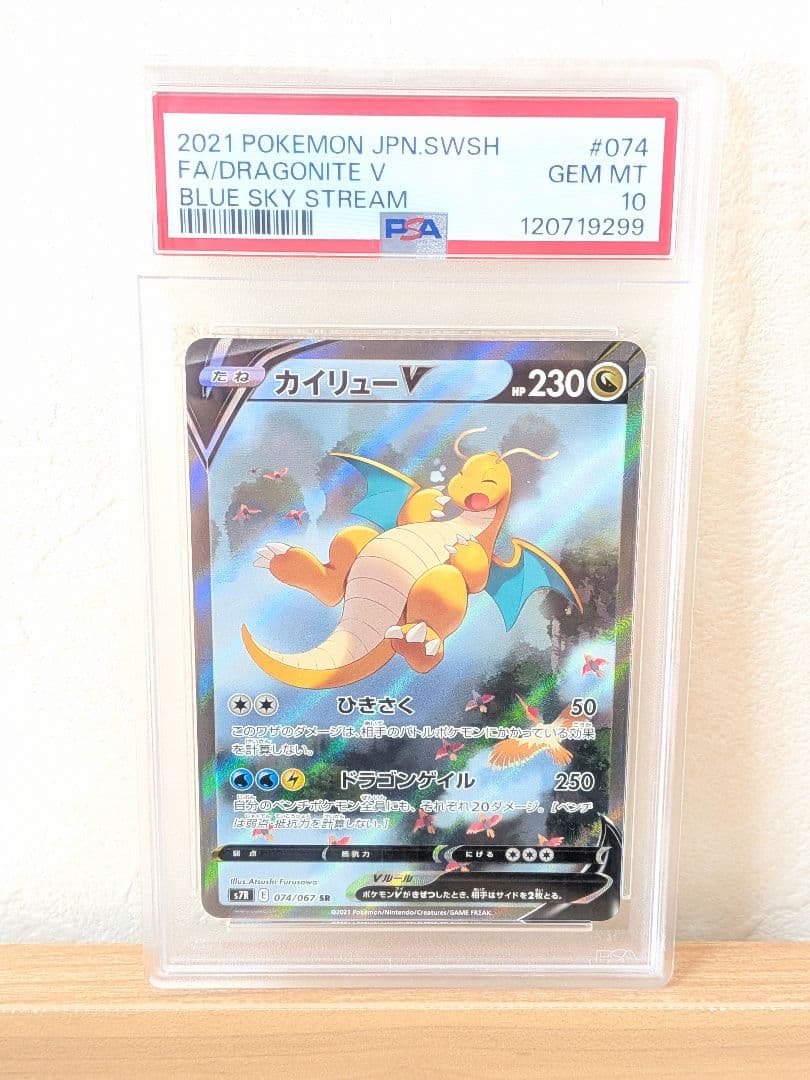 2021 POKEMON JPN.SWSH #074
FA/DRAGONITE V GEM MT
BLUE SKY STREAM 10
PSA 120719299
たね カイリューV HP 230
ひきさく 50
このワザのダメージは、相手のバトルポケモンにかかっている効果
を計算しない。
ドラゴンゲイル 250
自分のベンチポケモン全員にも、それぞれ20ダメージ。[ベンチ
は弱点・抵抗力を計算しない。]
弱点 抵抗力 にげる
Illus.Atsushi Furusawa
Vルール
s7R E 074/067 SR
ポケモンVがきぜつしたとき、相手はサイドを2枚とる。
©2021 Pokémon/Nintendo/Creatures/GAME FREAK.
PSA